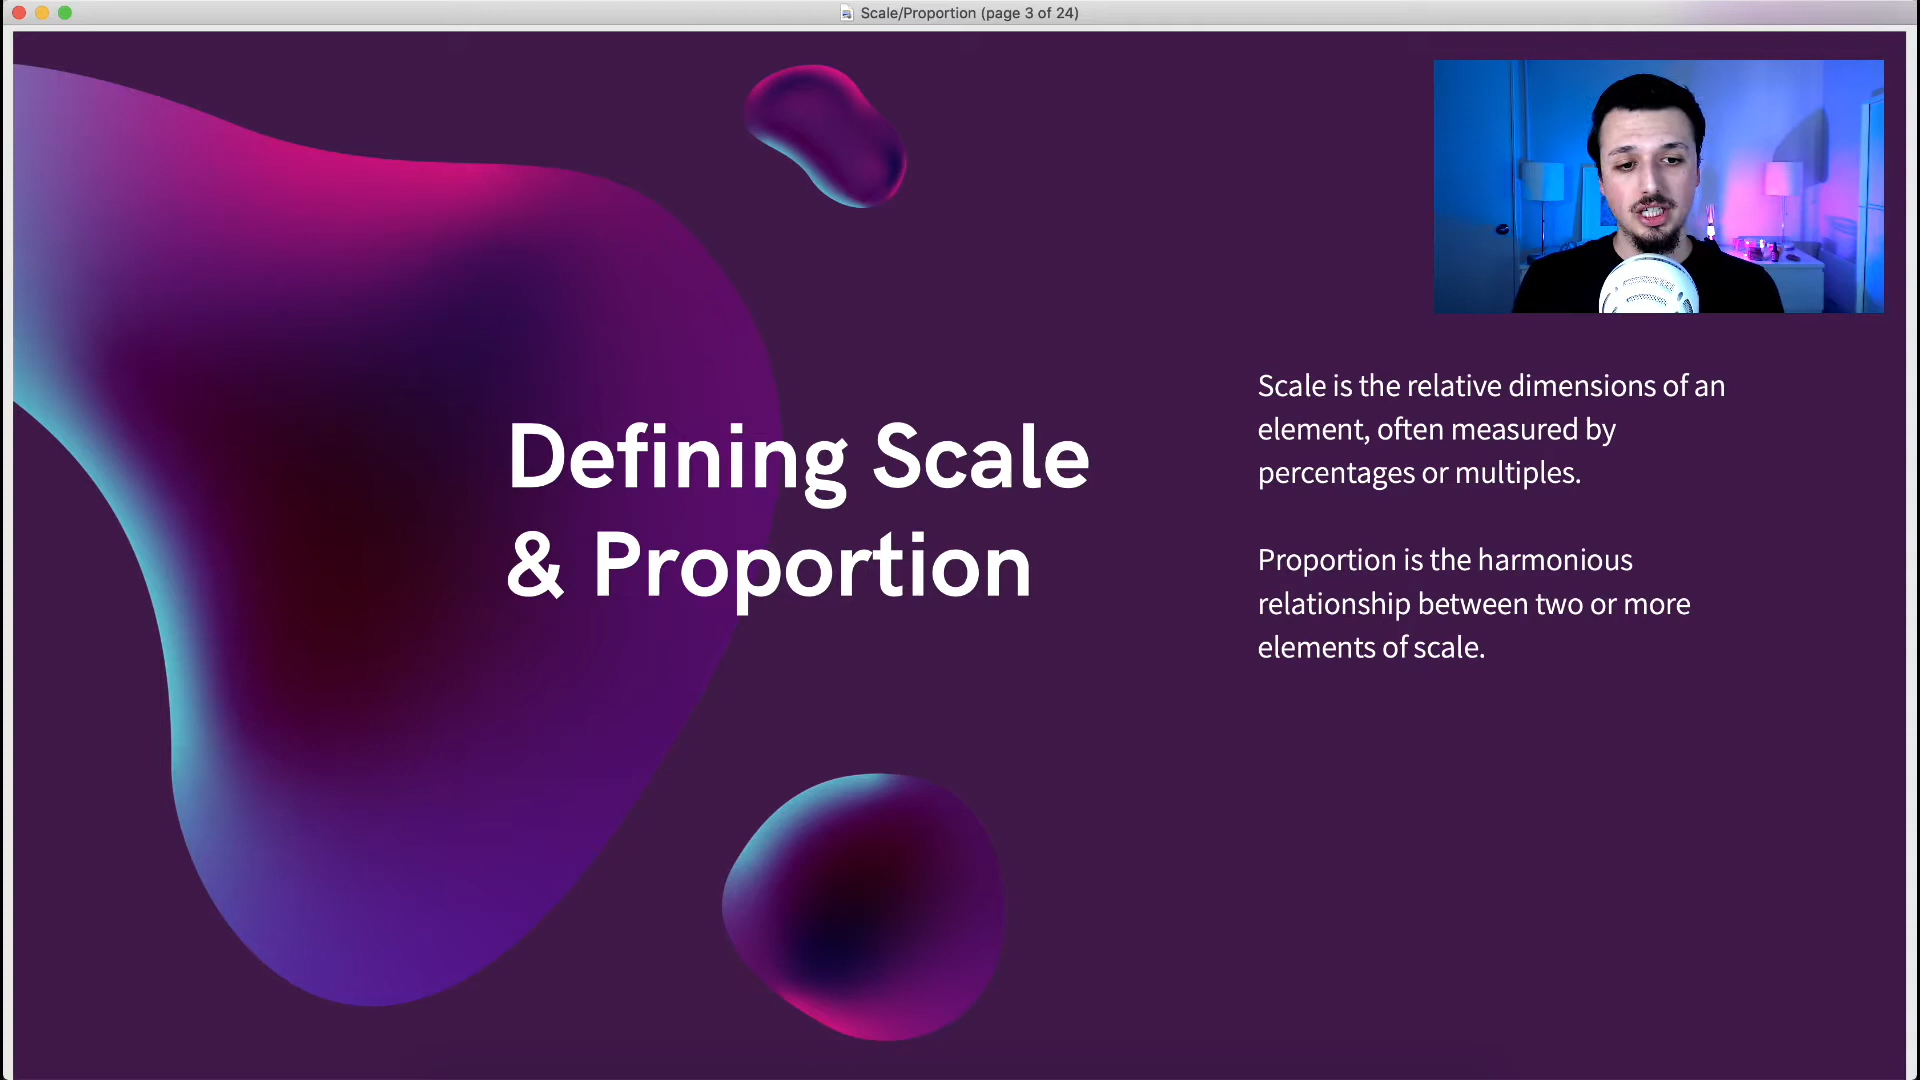 Scale/Proportion (page 3 of 24)
Defining Scale
& Proportion
Scale is the relative dimensions of an
element, often measured by
percentages or multiples.
Proportion is the harmonious
relationship between two or more
elements of scale.